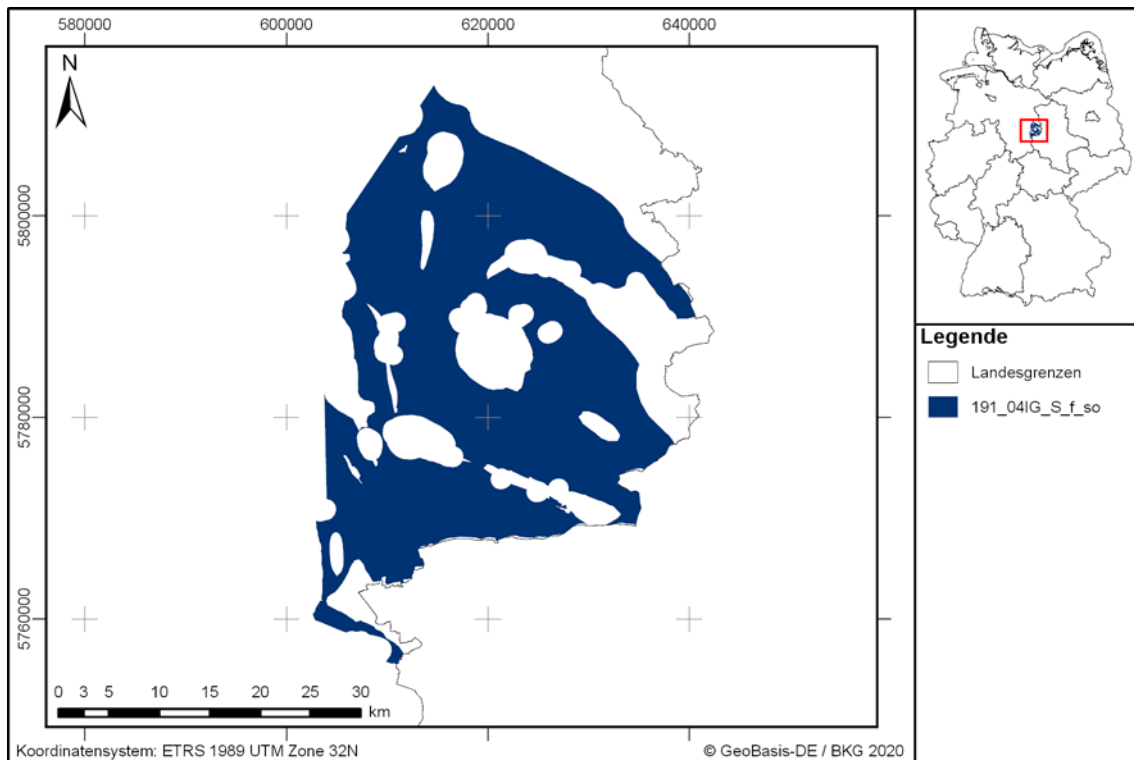 580000 600000 620000 640000
N
5800000
5780000
5760000
0 3 5 10 15 20 25 30
km
Koordinatensystem: ETRS 1989 UTM Zone 32N
© GeoBasis-DE / BKG 2020
Legende
Landesgrenzen
191_04IG_S_f_so